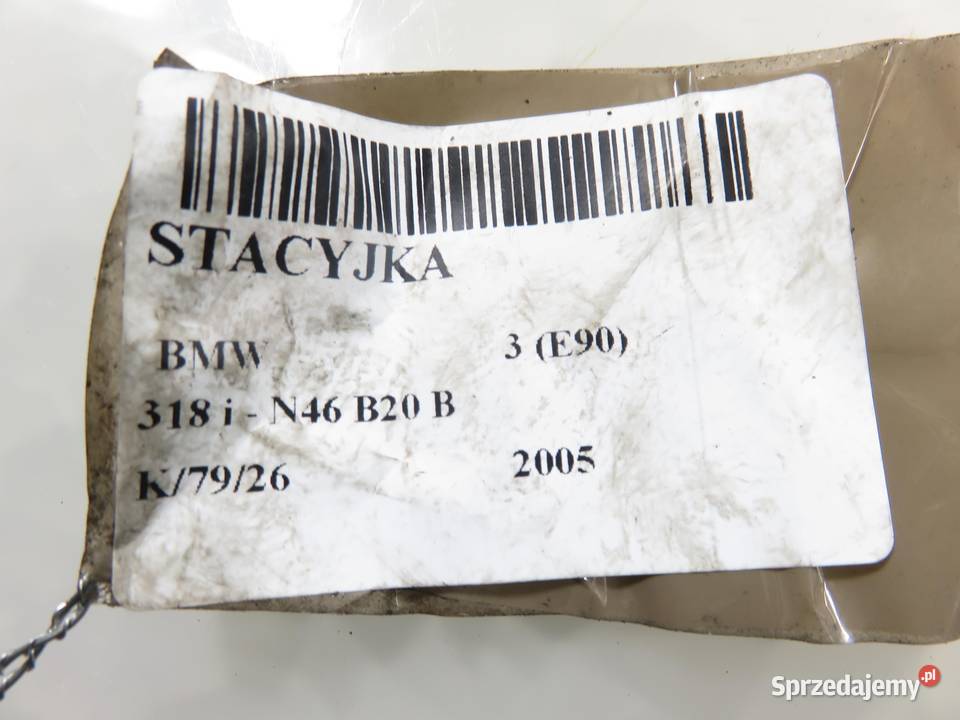 STACYJKA
BMW 3 (E90)
318 i - N46 B20 B
K/79/26 2005
Sprzedajemy.pl